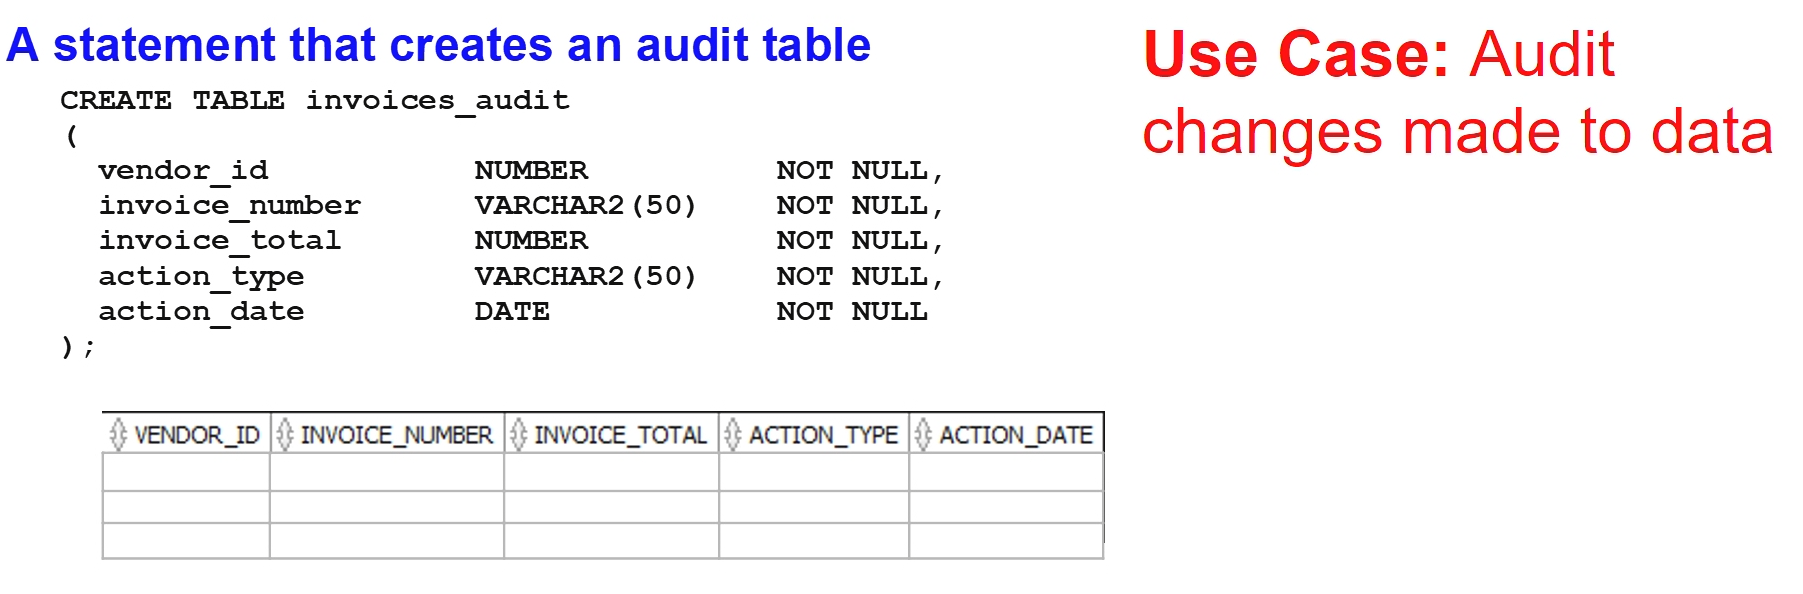 A statement that creates an audit table
CREATE TABLE invoices_audit
(
vendor_id NUMBER NOT NULL,
invoice_number VARCHAR2(50) NOT NULL,
invoice_total NUMBER NOT NULL,
action_type VARCHAR2(50) NOT NULL,
action_date DATE NOT NULL
);
VENDOR_ID INVOICE_NUMBER INVOICE_TOTAL ACTION_TYPE ACTION_DATE
Use Case: Audit
changes made to data